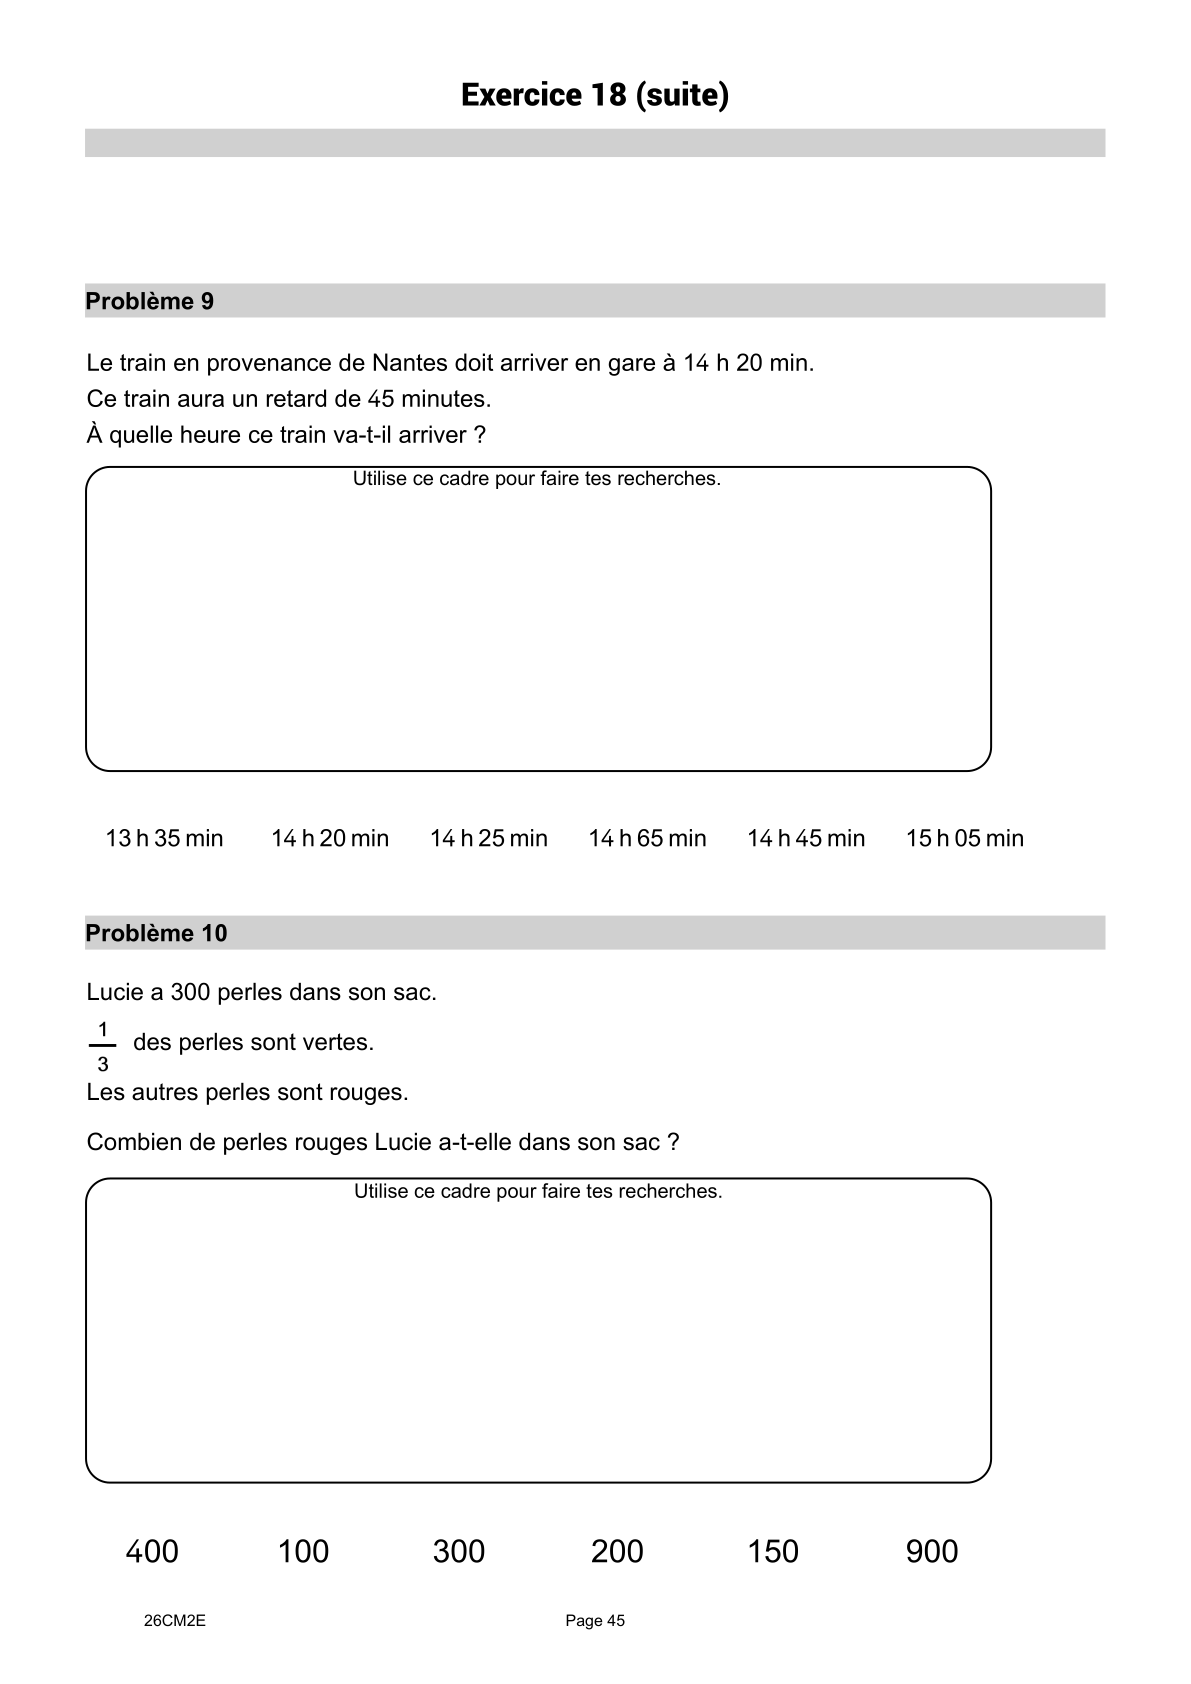 Exercice 18 (suite)
Problème 9
Le train en provenance de Nantes doit arriver en gare à 14 h 20 min.
Ce train aura un retard de 45 minutes.
À quelle heure ce train va-t-il arriver ?
Utilise ce cadre pour faire tes recherches.
13 h 35 min 14 h 20 min 14 h 25 min 14 h 65 min 14 h 45 min 15 h 05 min
Problème 10
Lucie a 300 perles dans son sac.
1/3 des perles sont vertes.
Les autres perles sont rouges.
Combien de perles rouges Lucie a-t-elle dans son sac ?
Utilise ce cadre pour faire tes recherches.
400 100 300 200 150 900
26CM2E Page 45